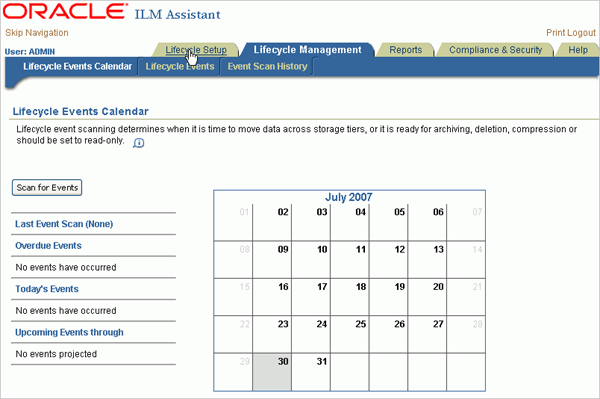 ORACLE ILM Assistant
Skip Navigation
Print Logout
User: ADMIN
Lifecycle Setup Lifecycle Management Reports Compliance & Security Help
Lifecycle Events Calendar Lifecycle Events Event Scan History
Lifecycle Events Calendar
Lifecycle event scanning determines when it is time to move data across storage tiers, or it is ready for archiving, deletion, compression or
should be set to read-only. i
Scan for Events
Last Event Scan (None)
Overdue Events
No events have occurred
Today's Events
No events have occurred
Upcoming Events through
No events projected
July 2007
01 02 03 04 05 06 07
08 09 10 11 12 13 14
15 16 17 18 19 20 21
22 23 24 25 26 27 28
29 30 31